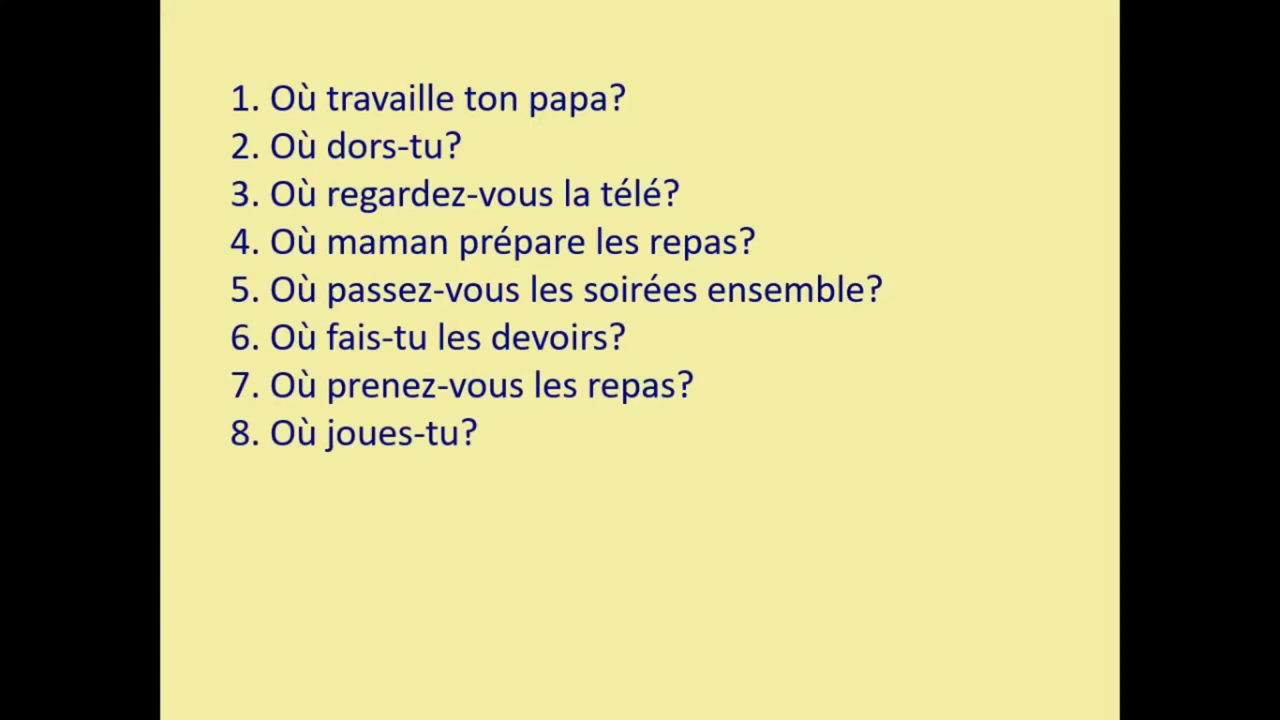 1. Où travaille ton papa?
2. Où dors-tu?
3. Où regardez-vous la télé?
4. Où maman prépare les repas?
5. Où passez-vous les soirées ensemble?
6. Où fais-tu les devoirs?
7. Où prenez-vous les repas?
8. Où joues-tu?